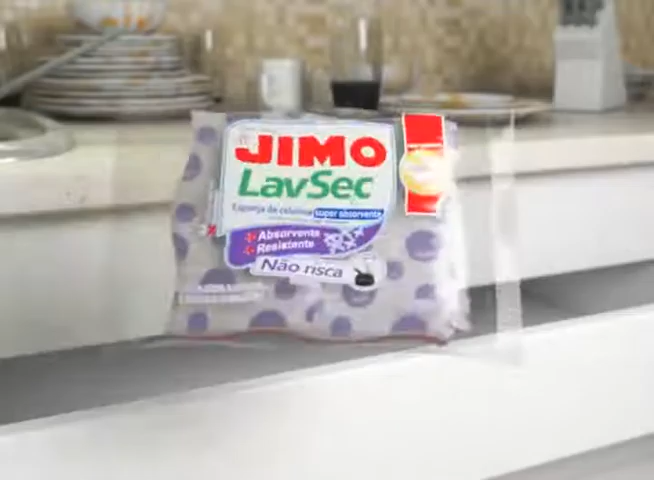 JIMO
LavSec
Esponja de celulose super absorvente
+ Absorvente
+ Resistente
Não risca